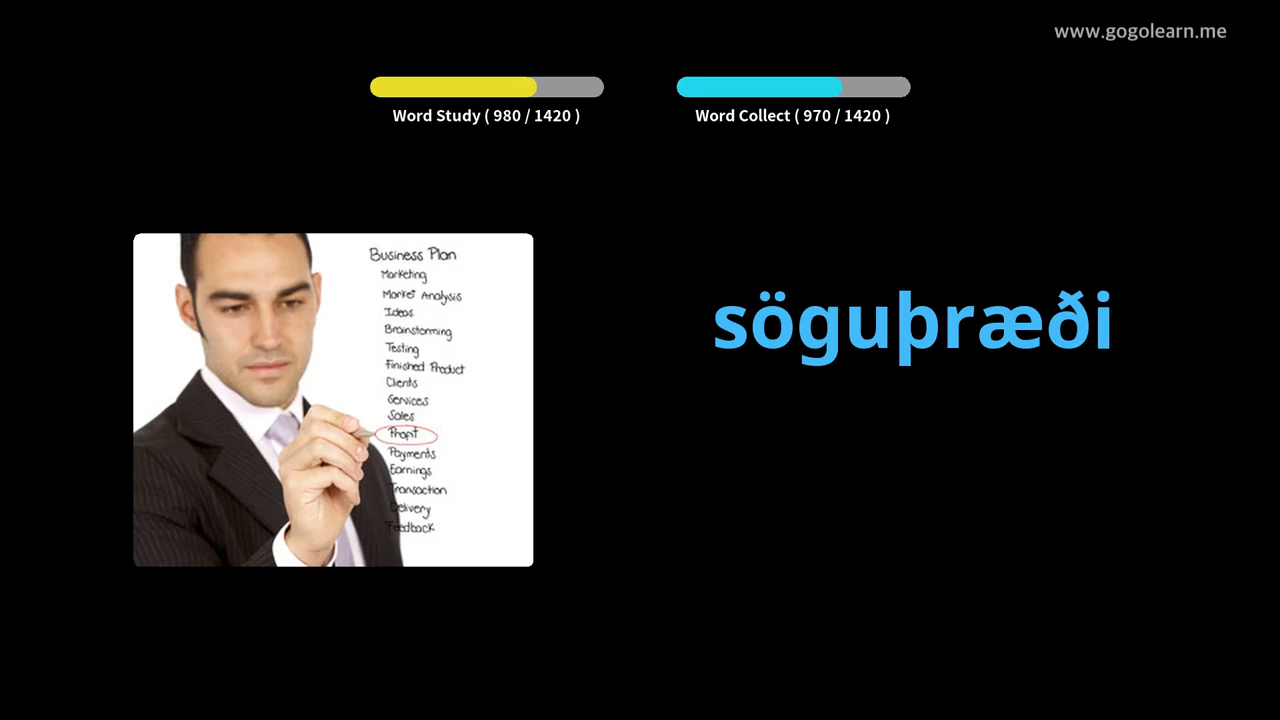 www.gogolearn.me
Word Study ( 980 / 1420 )
Word Collect ( 970 / 1420 )
Business Plan
Marketing
Market Analysis
Ideas
Brainstorming
Testing
Finished Product
Clients
Services
Sales
Profit
Payments
Earnings
Transaction
Delivery
Feedback
söguþræði